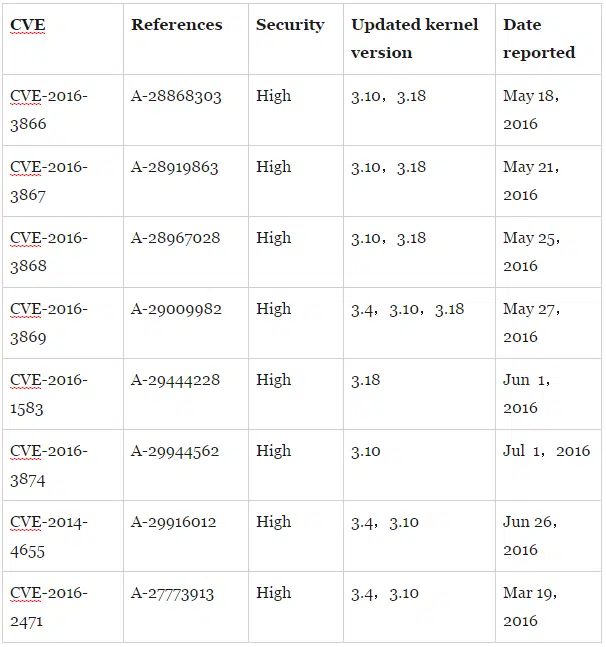 CVE References Security Updated kernel version Date reported
CVE-2016-3866 A-28868303 High 3.10，3.18 May 18，2016
CVE-2016-3867 A-28919863 High 3.10，3.18 May 21，2016
CVE-2016-3868 A-28967028 High 3.10，3.18 May 25，2016
CVE-2016-3869 A-29009982 High 3.4，3.10，3.18 May 27，2016
CVE-2016-1583 A-29444228 High 3.18 Jun 1，2016
CVE-2016-3874 A-29944562 High 3.10 Jul 1，2016
CVE-2014-4655 A-29916012 High 3.4，3.10 Jun 26，2016
CVE-2016-2471 A-27773913 High 3.4，3.10 Mar 19，2016